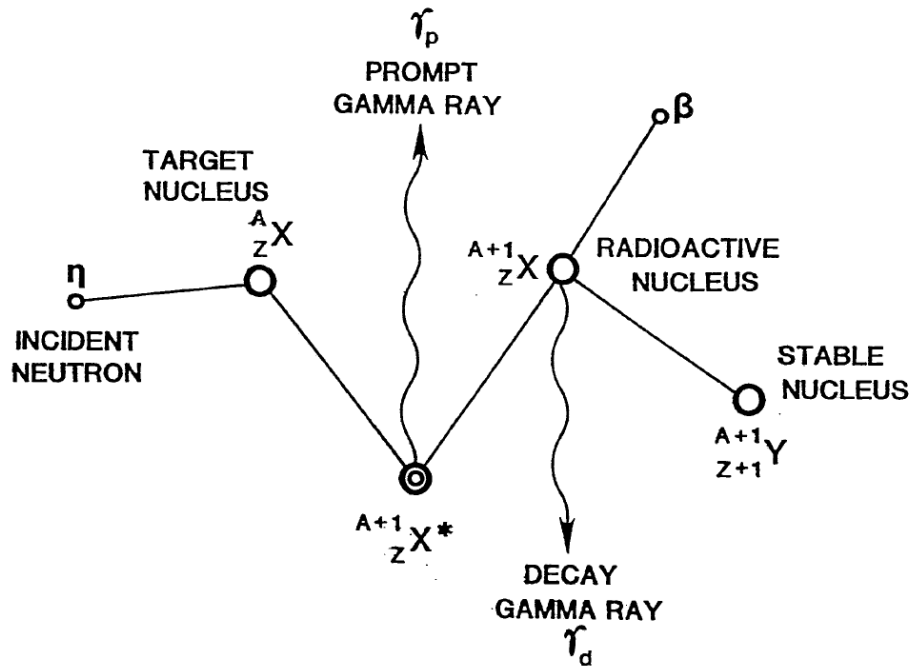 γp
PROMPT
GAMMA RAY
β
TARGET
NUCLEUS
A
Z X
A+1
Z X
RADIOACTIVE
NUCLEUS
η
INCIDENT
NEUTRON
STABLE
NUCLEUS
A+1
Z+1 Y
A+1
Z X*
DECAY
GAMMA RAY
γd